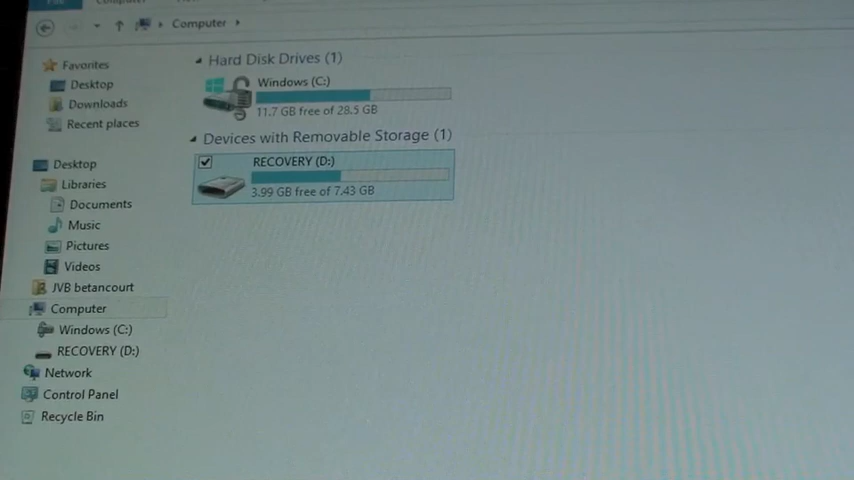 File
Computer
Computer
Favorites
Desktop
Downloads
Recent places
Desktop
Libraries
Documents
Music
Pictures
Videos
JVB betancourt
Computer
Windows (C:)
RECOVERY (D:)
Network
Control Panel
Recycle Bin
Hard Disk Drives (1)
Windows (C:)
11.7 GB free of 28.5 GB
Devices with Removable Storage (1)
RECOVERY (D:)
3.99 GB free of 7.43 GB